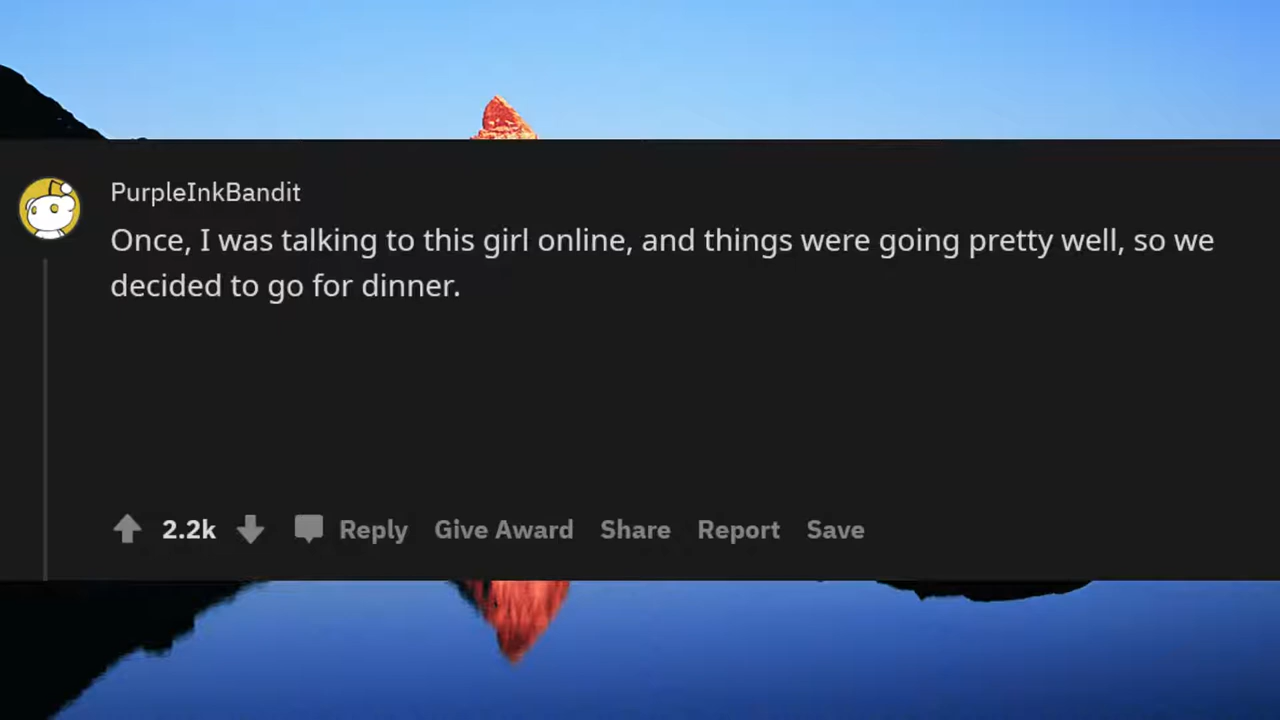 PurpleInkBandit
Once, I was talking to this girl online, and things were going pretty well, so we
decided to go for dinner.
2.2k Reply Give Award Share Report Save